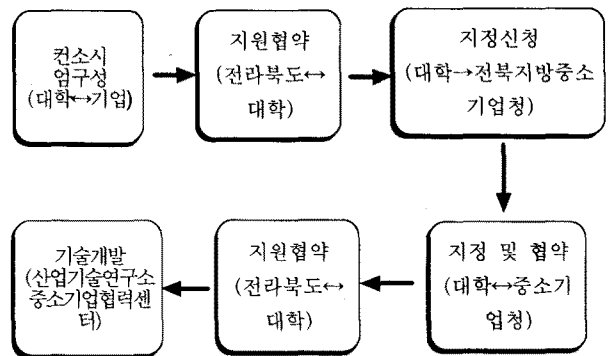 컨소시
엄구성
(대학↔기업)
지원협약
(전라북도↔
대학)
지정신청
(대학→전북지방중소
기업청)
지정 및 협약
(대학↔중소기
업청)
지원협약
(전라북도↔
대학)
기술개발
(산업기술연구소
중소기업협력센
터)